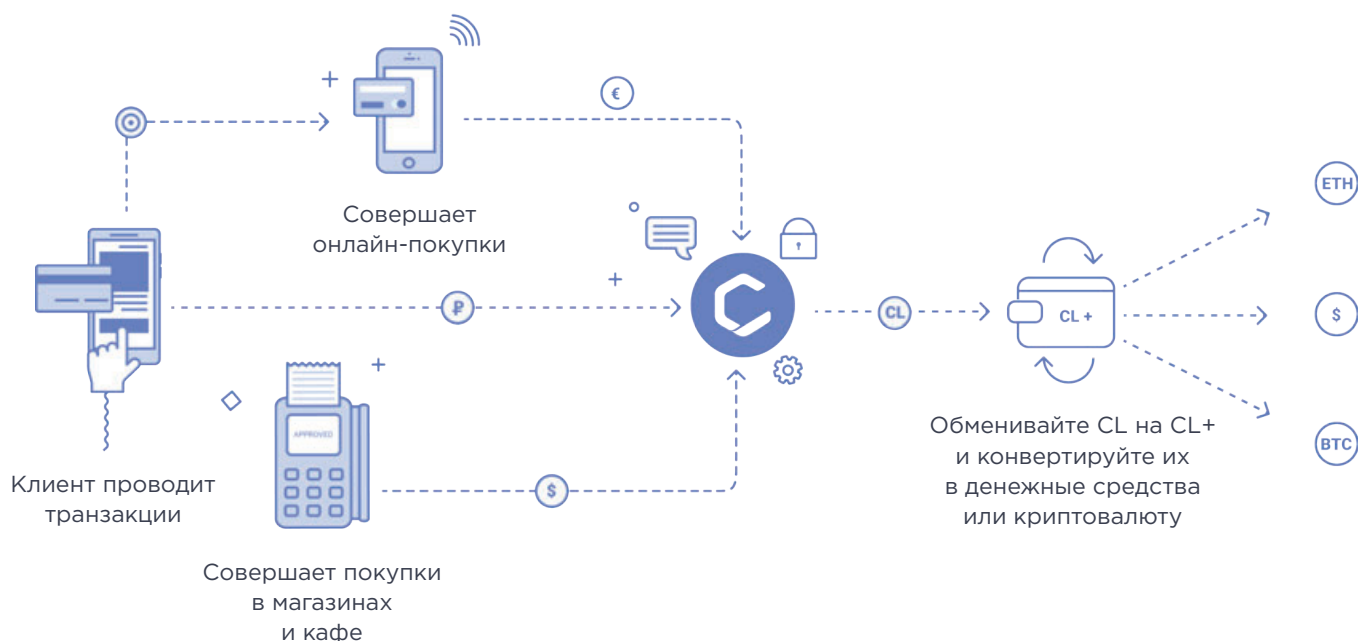 €
Совершает
онлайн-покупки
ETH
₽
CL
CL +
$
APPROVED
Обменивайте CL на CL+
и конвертируйте их
в денежные средства
или криптовалюту
BTC
Клиент проводит
транзакции
$
Совершает покупки
в магазинах
и кафе